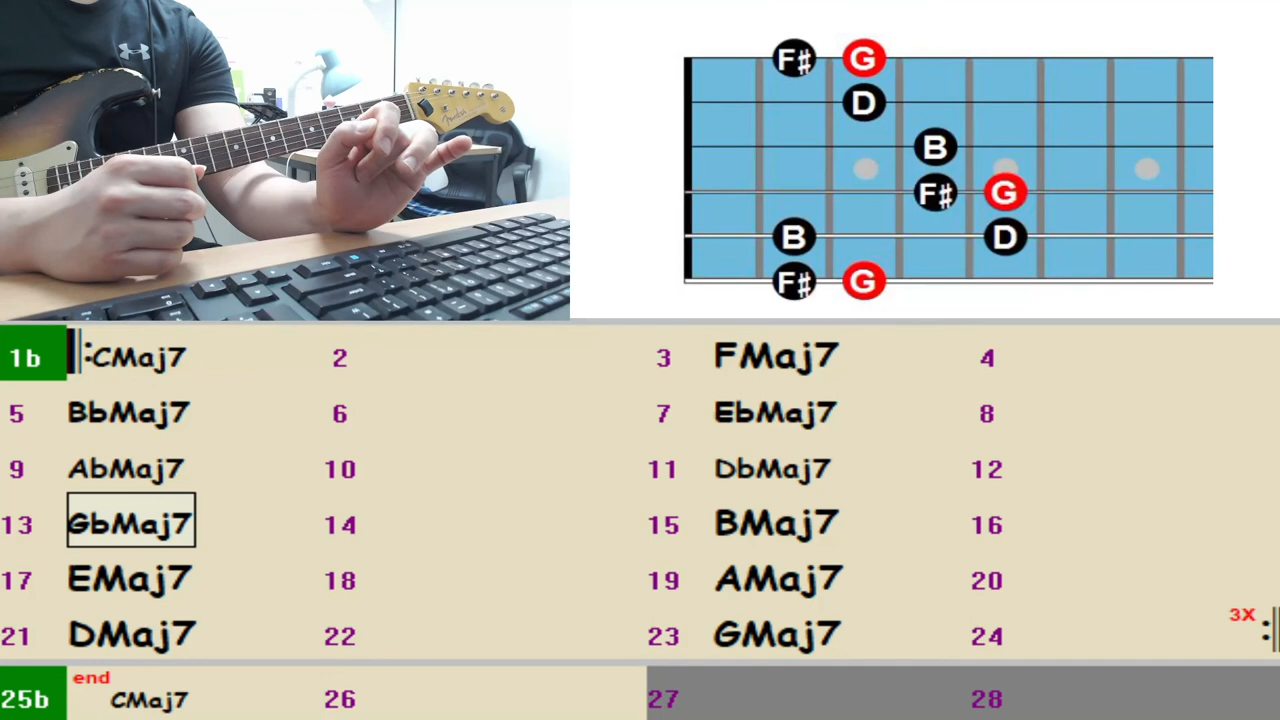 F# G
D
B
F# G
B D
F# G
Fender
1b CMaj7 2 3 FMaj7 4
5 BbMaj7 6 7 EbMaj7 8
9 AbMaj7 10 11 DbMaj7 12
13 GbMaj7 14 15 BMaj7 16
17 EMaj7 18 19 AMaj7 20
3X
21 DMaj7 22 23 GMaj7 24
end
25b CMaj7 26 27 28